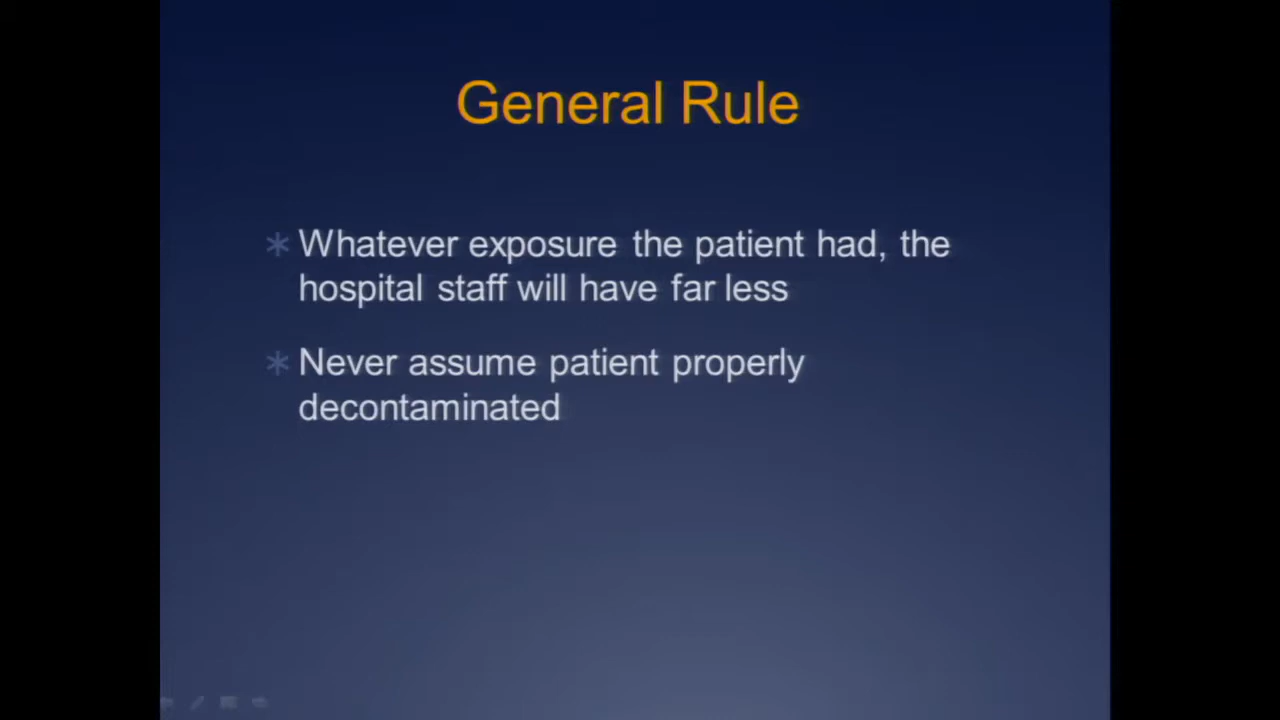 General Rule
Whatever exposure the patient had, the
hospital staff will have far less
Never assume patient properly
decontaminated